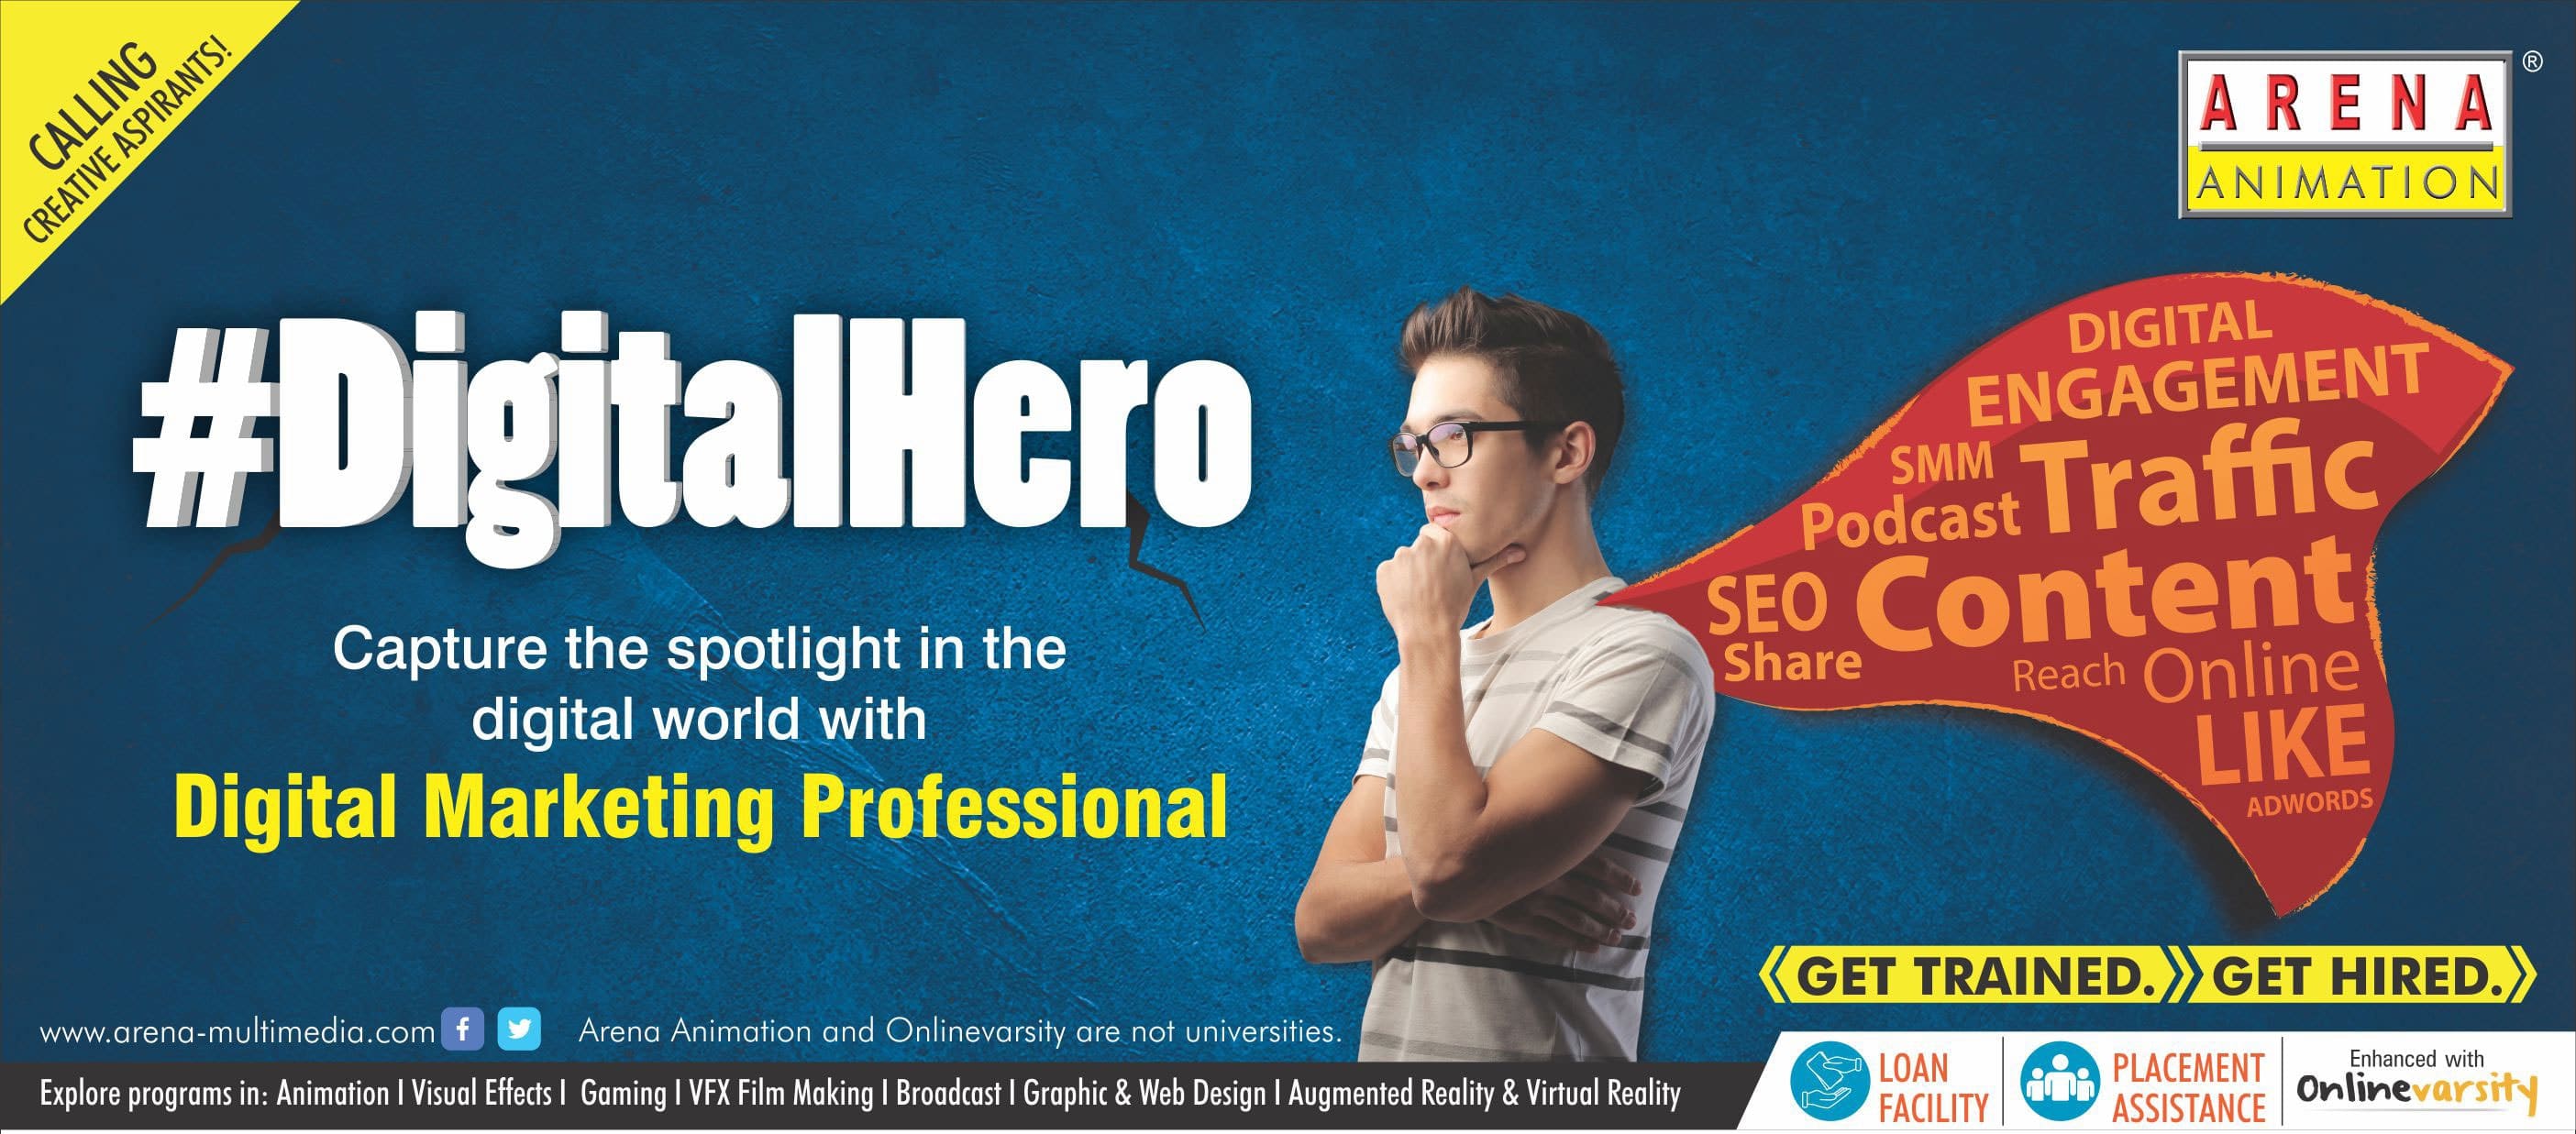 CALLING
CREATIVE ASPIRANTS!
ARENA
ANIMATION
®
#DigitalHero
Capture the spotlight in the
digital world with
Digital Marketing Professional
DIGITAL
ENGAGEMENT
SMM
Traffic
Podcast
SEO
Content
Share
Reach
Online
LIKE
ADWORDS
GET TRAINED. GET HIRED.
www.arena-multimedia.com
Arena Animation and Onlinevarsity are not universities.
Explore programs in: Animation I Visual Effects I Gaming I VFX Film Making I Broadcast I Graphic & Web Design I Augmented Reality & Virtual Reality
LOAN
FACILITY
PLACEMENT
ASSISTANCE
Enhanced with
Onlinevarsity